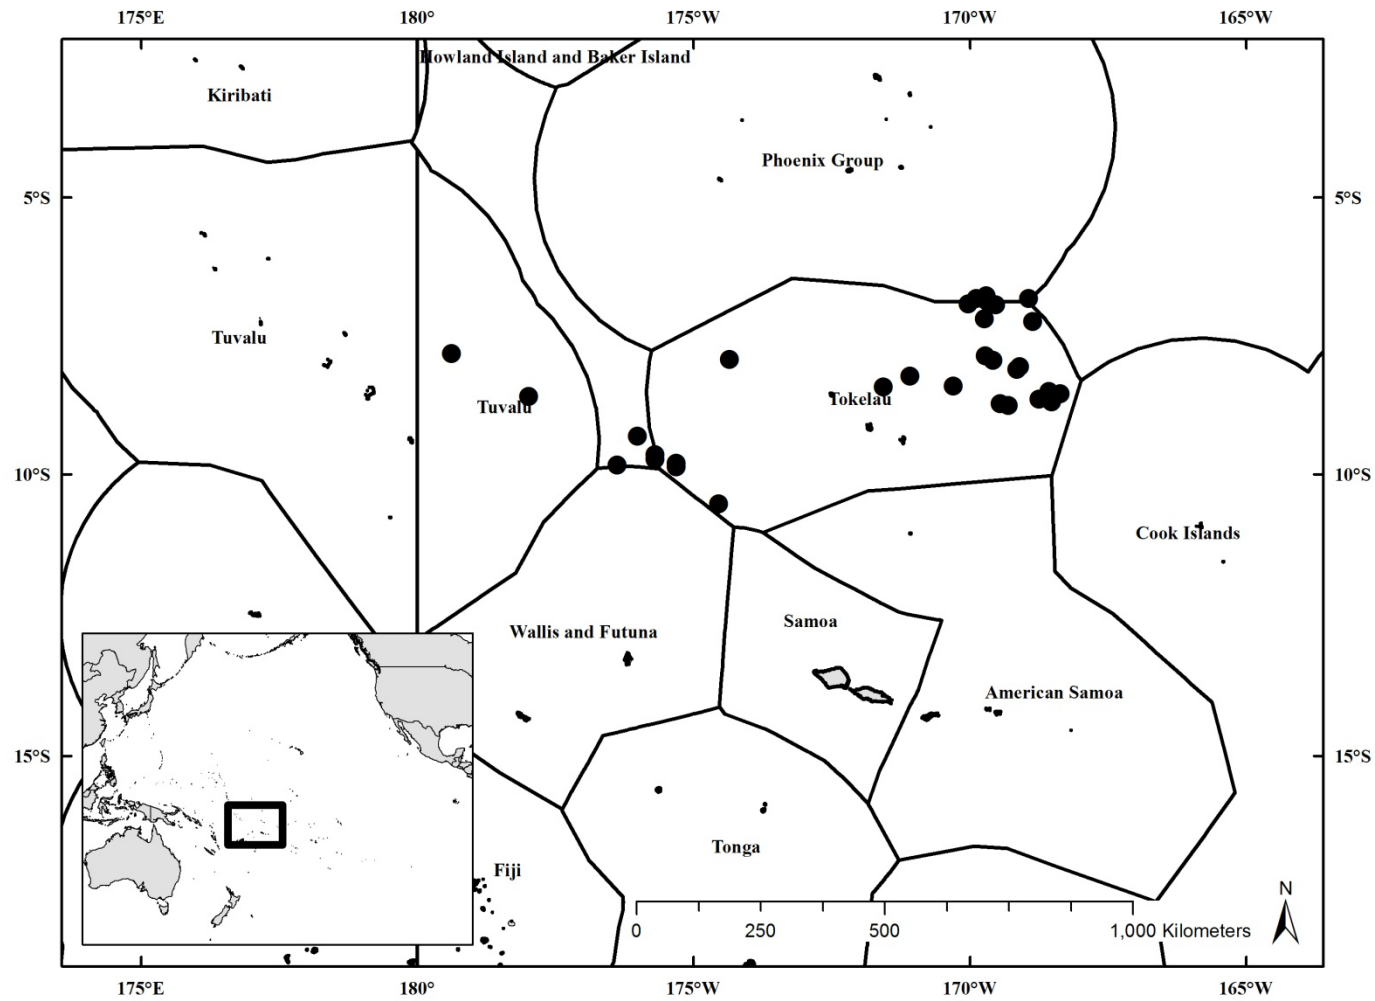 175°E 180° 175°W 170°W 165°W
Howland Island and Baker Island
Kiribati
Phoenix Group
5°S 5°S
Tuvalu
Tuvalu
Tokelau
10°S 10°S
Cook Islands
Wallis and Futuna
Samoa
American Samoa
15°S 15°S
Tonga
Fiji
N
0 250 500 1,000 Kilometers
175°E 180° 175°W 170°W 165°W